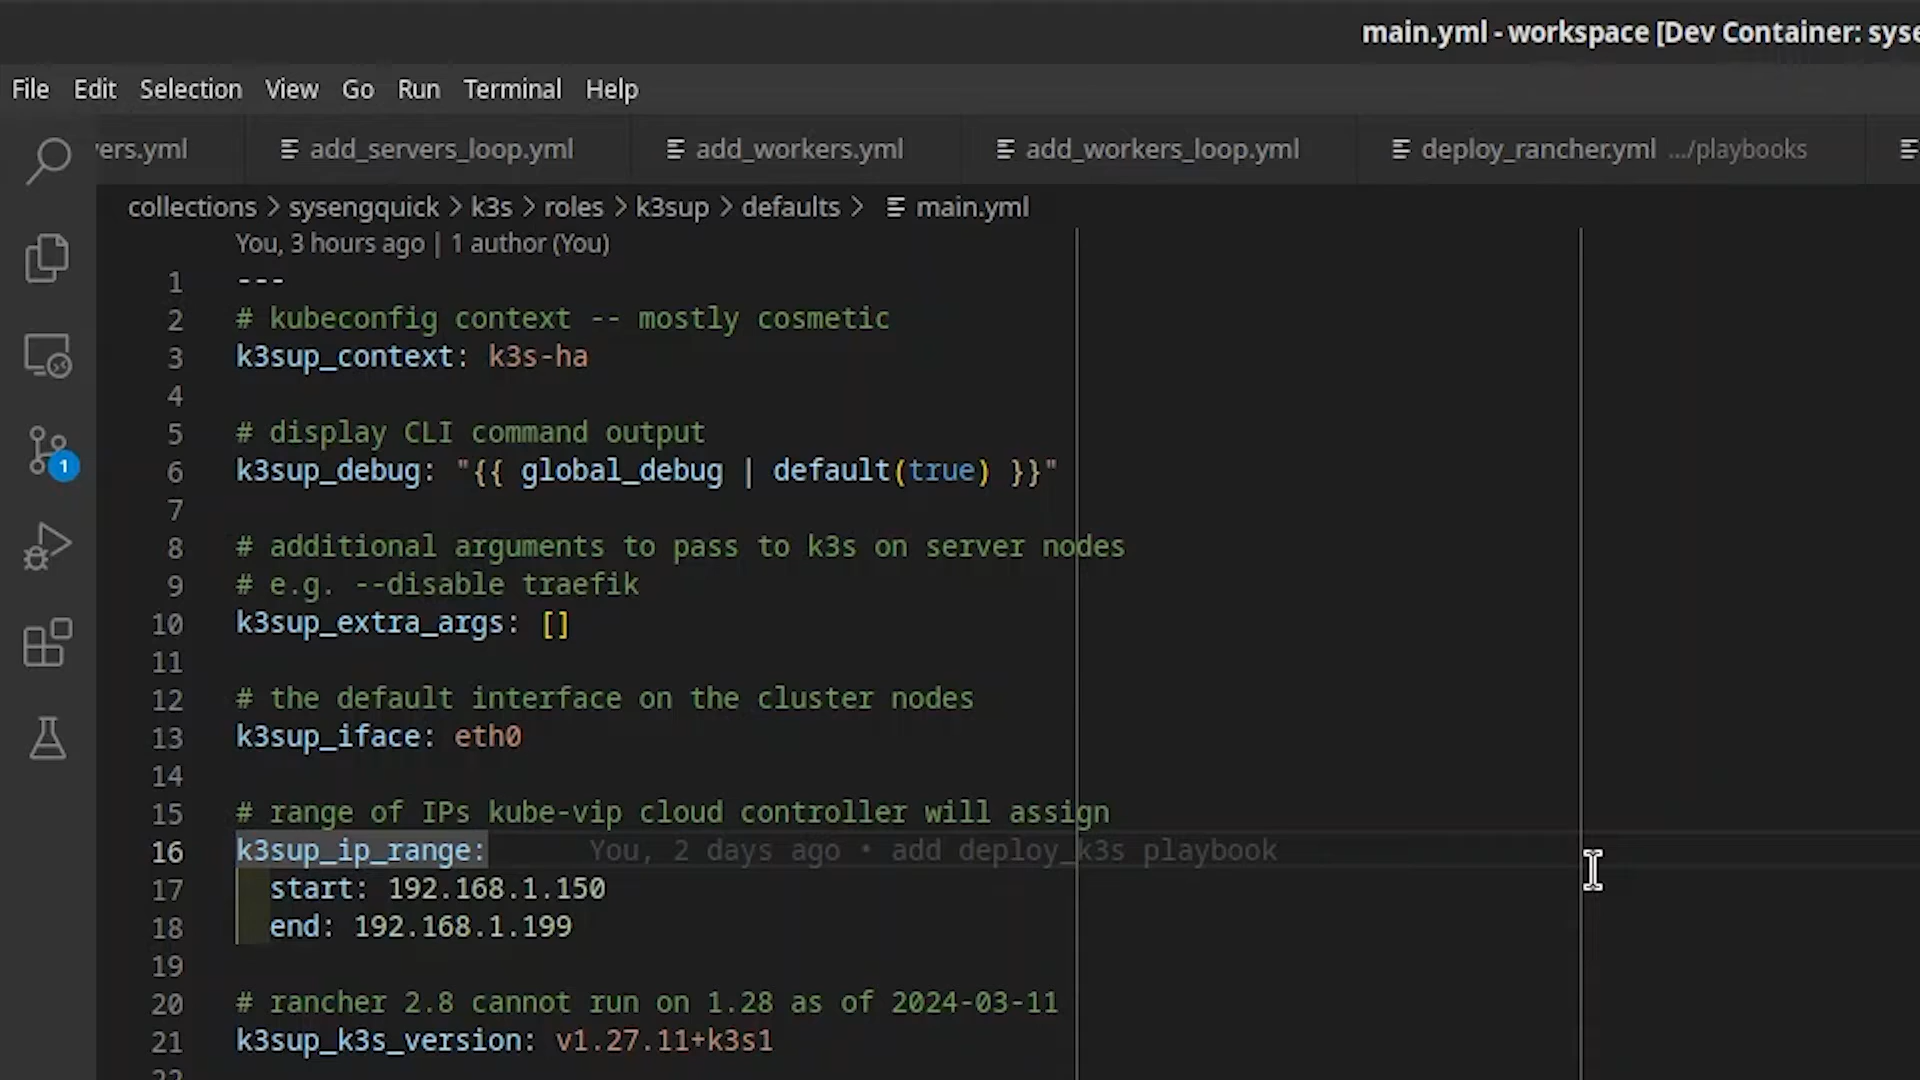 main.yml - workspace [Dev Container: syse
File Edit Selection View Go Run Terminal Help
ers.yml add_servers_loop.yml add_workers.yml add_workers_loop.yml deploy_rancher.yml .../playbooks
collections > sysengquick > k3s > roles > k3sup > defaults > main.yml
You, 3 hours ago | 1 author (You)
1 ---
2 # kubeconfig context -- mostly cosmetic
3 k3sup_context: k3s-ha
4
5 # display CLI command output
6 k3sup_debug: "{{ global_debug | default(true) }}"
7
8 # additional arguments to pass to k3s on server nodes
9 # e.g. --disable traefik
10 k3sup_extra_args: []
11
12 # the default interface on the cluster nodes
13 k3sup_iface: eth0
14
15 # range of IPs kube-vip cloud controller will assign
16 k3sup_ip_range: You, 2 days ago • add deploy_k3s playbook
17 start: 192.168.1.150
18 end: 192.168.1.199
19
20 # rancher 2.8 cannot run on 1.28 as of 2024-03-11
21 k3sup_k3s_version: v1.27.11+k3s1
22
1